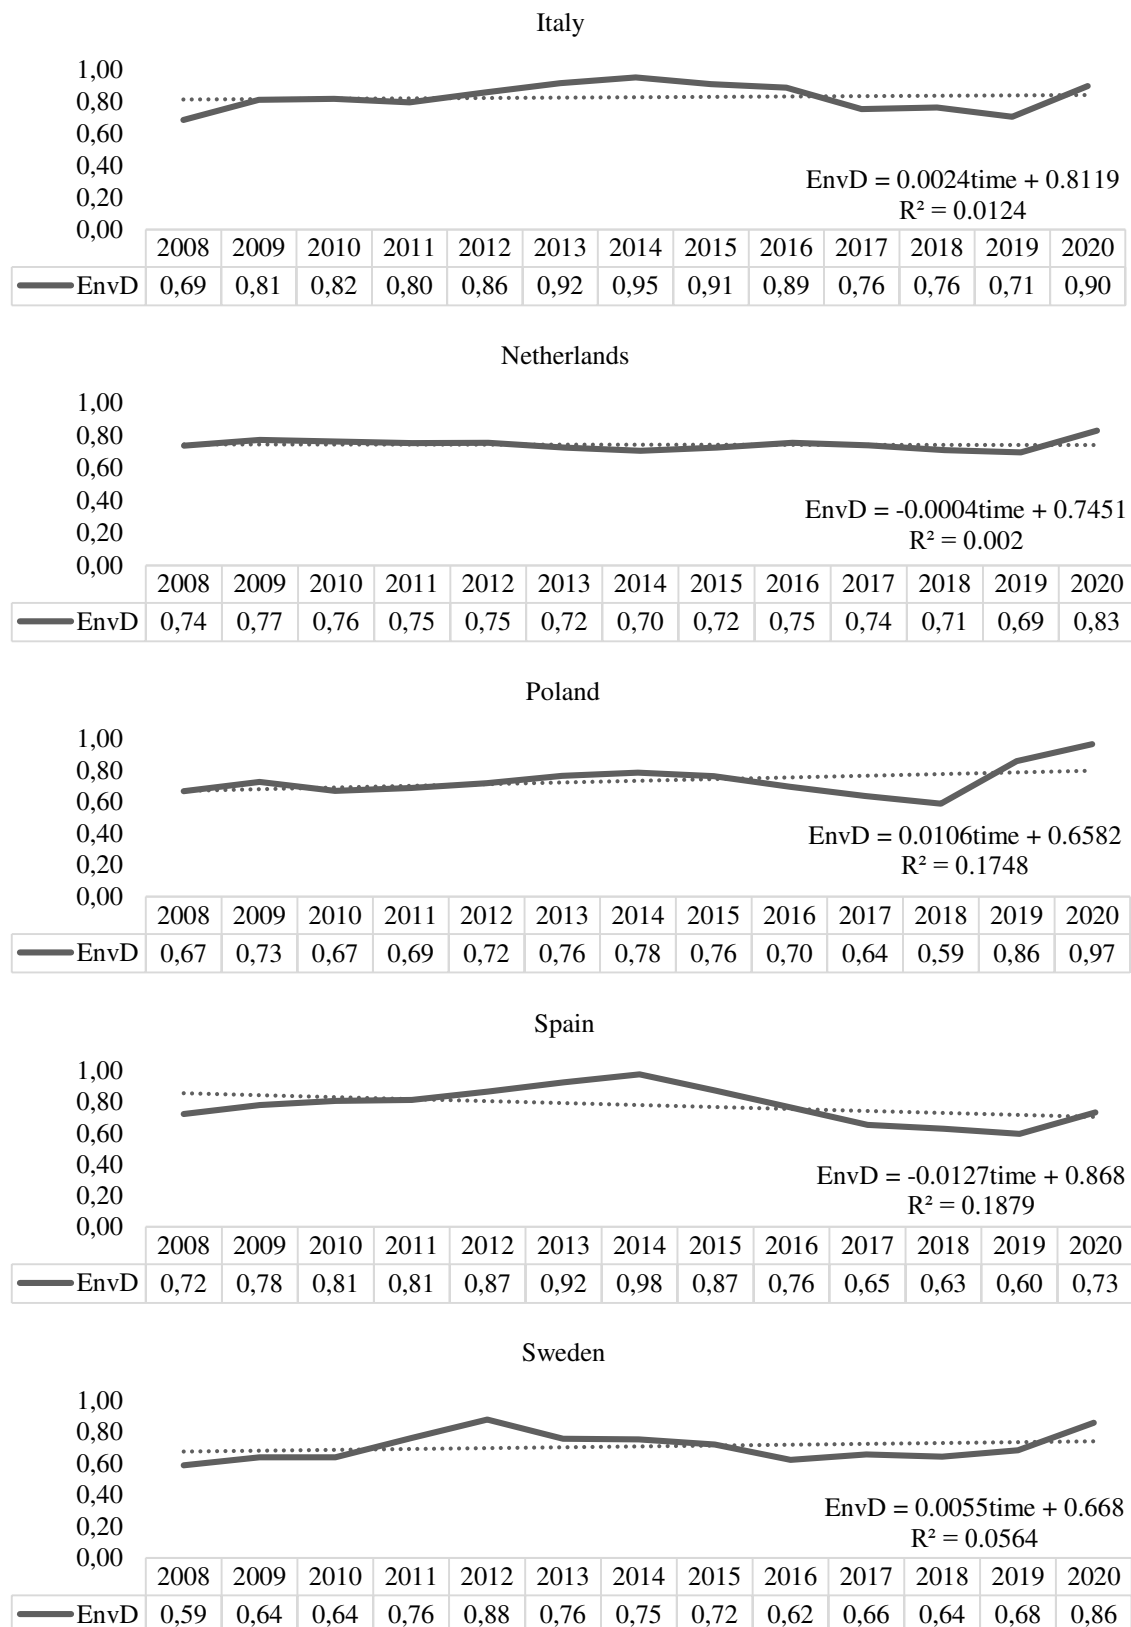 Italy
1,00
0,80
0,60
0,40
0,20
0,00
EnvD = 0.0024time + 0.8119
R² = 0.0124
2008 2009 2010 2011 2012 2013 2014 2015 2016 2017 2018 2019 2020
EnvD 0,69 0,81 0,82 0,80 0,86 0,92 0,95 0,91 0,89 0,76 0,76 0,71 0,90
Netherlands
1,00
0,80
0,60
0,40
0,20
0,00
EnvD = -0.0004time + 0.7451
R² = 0.002
2008 2009 2010 2011 2012 2013 2014 2015 2016 2017 2018 2019 2020
EnvD 0,74 0,77 0,76 0,75 0,75 0,72 0,70 0,72 0,75 0,74 0,71 0,69 0,83
Poland
1,00
0,80
0,60
0,40
0,20
0,00
EnvD = 0.0106time + 0.6582
R² = 0.1748
2008 2009 2010 2011 2012 2013 2014 2015 2016 2017 2018 2019 2020
EnvD 0,67 0,73 0,67 0,69 0,72 0,76 0,78 0,76 0,70 0,64 0,59 0,86 0,97
Spain
1,00
0,80
0,60
0,40
0,20
0,00
EnvD = -0.0127time + 0.868
R² = 0.1879
2008 2009 2010 2011 2012 2013 2014 2015 2016 2017 2018 2019 2020
EnvD 0,72 0,78 0,81 0,81 0,87 0,92 0,98 0,87 0,76 0,65 0,63 0,60 0,73
Sweden
1,00
0,80
0,60
0,40
0,20
0,00
EnvD = 0.0055time + 0.668
R² = 0.0564
2008 2009 2010 2011 2012 2013 2014 2015 2016 2017 2018 2019 2020
EnvD 0,59 0,64 0,64 0,76 0,88 0,76 0,75 0,72 0,62 0,66 0,64 0,68 0,86